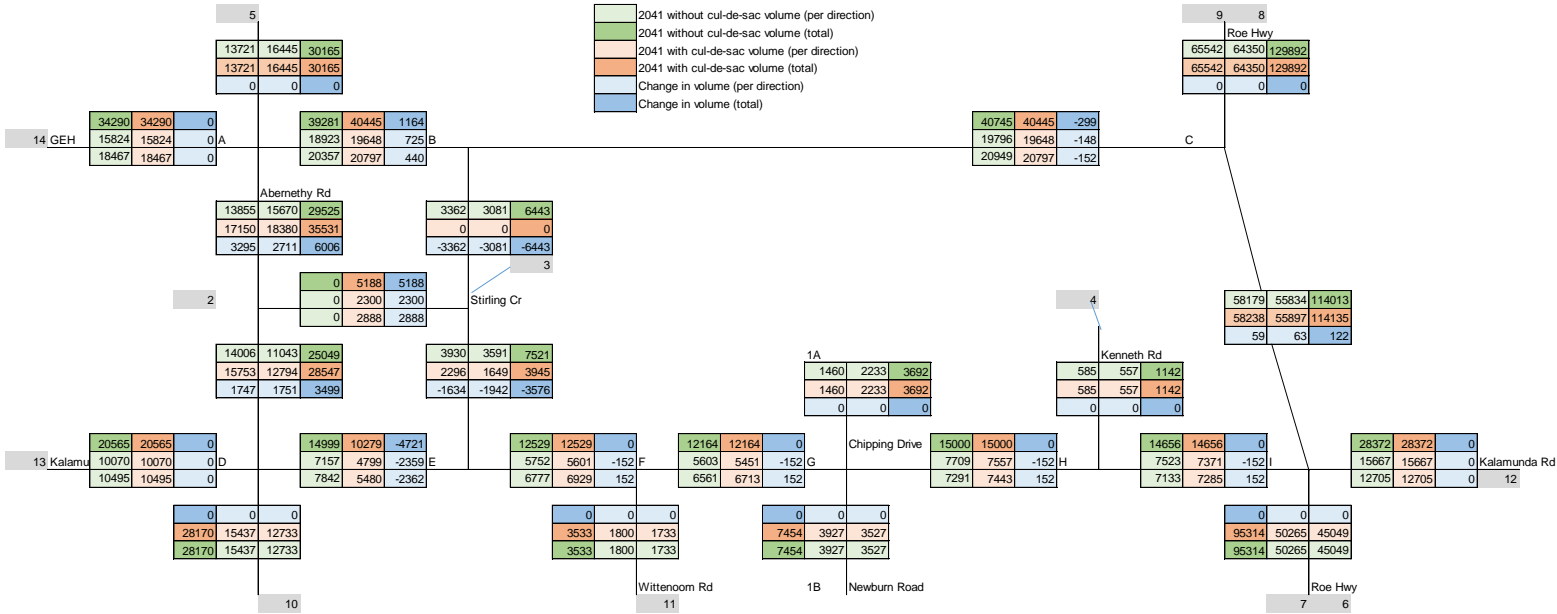 5
9 8
2041 without cul-de-sac volume (per direction)
2041 without cul-de-sac volume (total)
2041 with cul-de-sac volume (per direction)
2041 with cul-de-sac volume (total)
Change in volume (per direction)
Change in volume (total)
Roe Hwy
13721 16445 30165
13721 16445 30165
0 0 0
65542 64350 129892
65542 64350 129892
0 0 0
34290 34290 0
14 GEH 15824 15824 0 A
18467 18467 0
39281 40445 1164
18923 19648 725 B
20357 20797 440
40745 40445 -299
19796 19648 -148 C
20949 20797 -152
Abernethy Rd
13855 15670 29525
17150 18380 35531
3295 2711 6006
3362 3081 6443
0 0 0
-3362 -3081 -6443
3
2
0 5188 5188
0 2300 2300
0 2888 2888
Stirling Cr
4
58179 55834 114013
58238 55897 114135
59 63 122
14006 11043 25049
15753 12794 28547
1747 1751 3499
3930 3591 7521
2296 1649 3945
-1634 -1942 -3576
1A
1460 2233 3692
1460 2233 3692
0 0 0
Kenneth Rd
585 557 1142
585 557 1142
0 0 0
20565 20565 0
13 Kalamu 10070 10070 0 D
10495 10495 0
14999 10279 -4721
7157 4799 -2359 E
7842 5480 -2362
12529 12529 0
5752 5601 -152 F
6777 6929 152
12164 12164 0
5603 5451 -152 G
6561 6713 152
Chipping Drive
15000 15000 0
7709 7557 -152 H
7291 7443 152
14656 14656 0
7523 7371 -152 I
7133 7285 152
28372 28372 0
15667 15667 0 Kalamunda Rd
12705 12705 0
12
0 0 0
28170 15437 12733
28170 15437 12733
10
0 0 0
3533 1800 1733
3533 1800 1733
Wittenoom Rd
11
0 0 0
7454 3927 3527
7454 3927 3527
1B Newburn Road
0 0 0
95314 50265 45049
95314 50265 45049
Roe Hwy
7 6